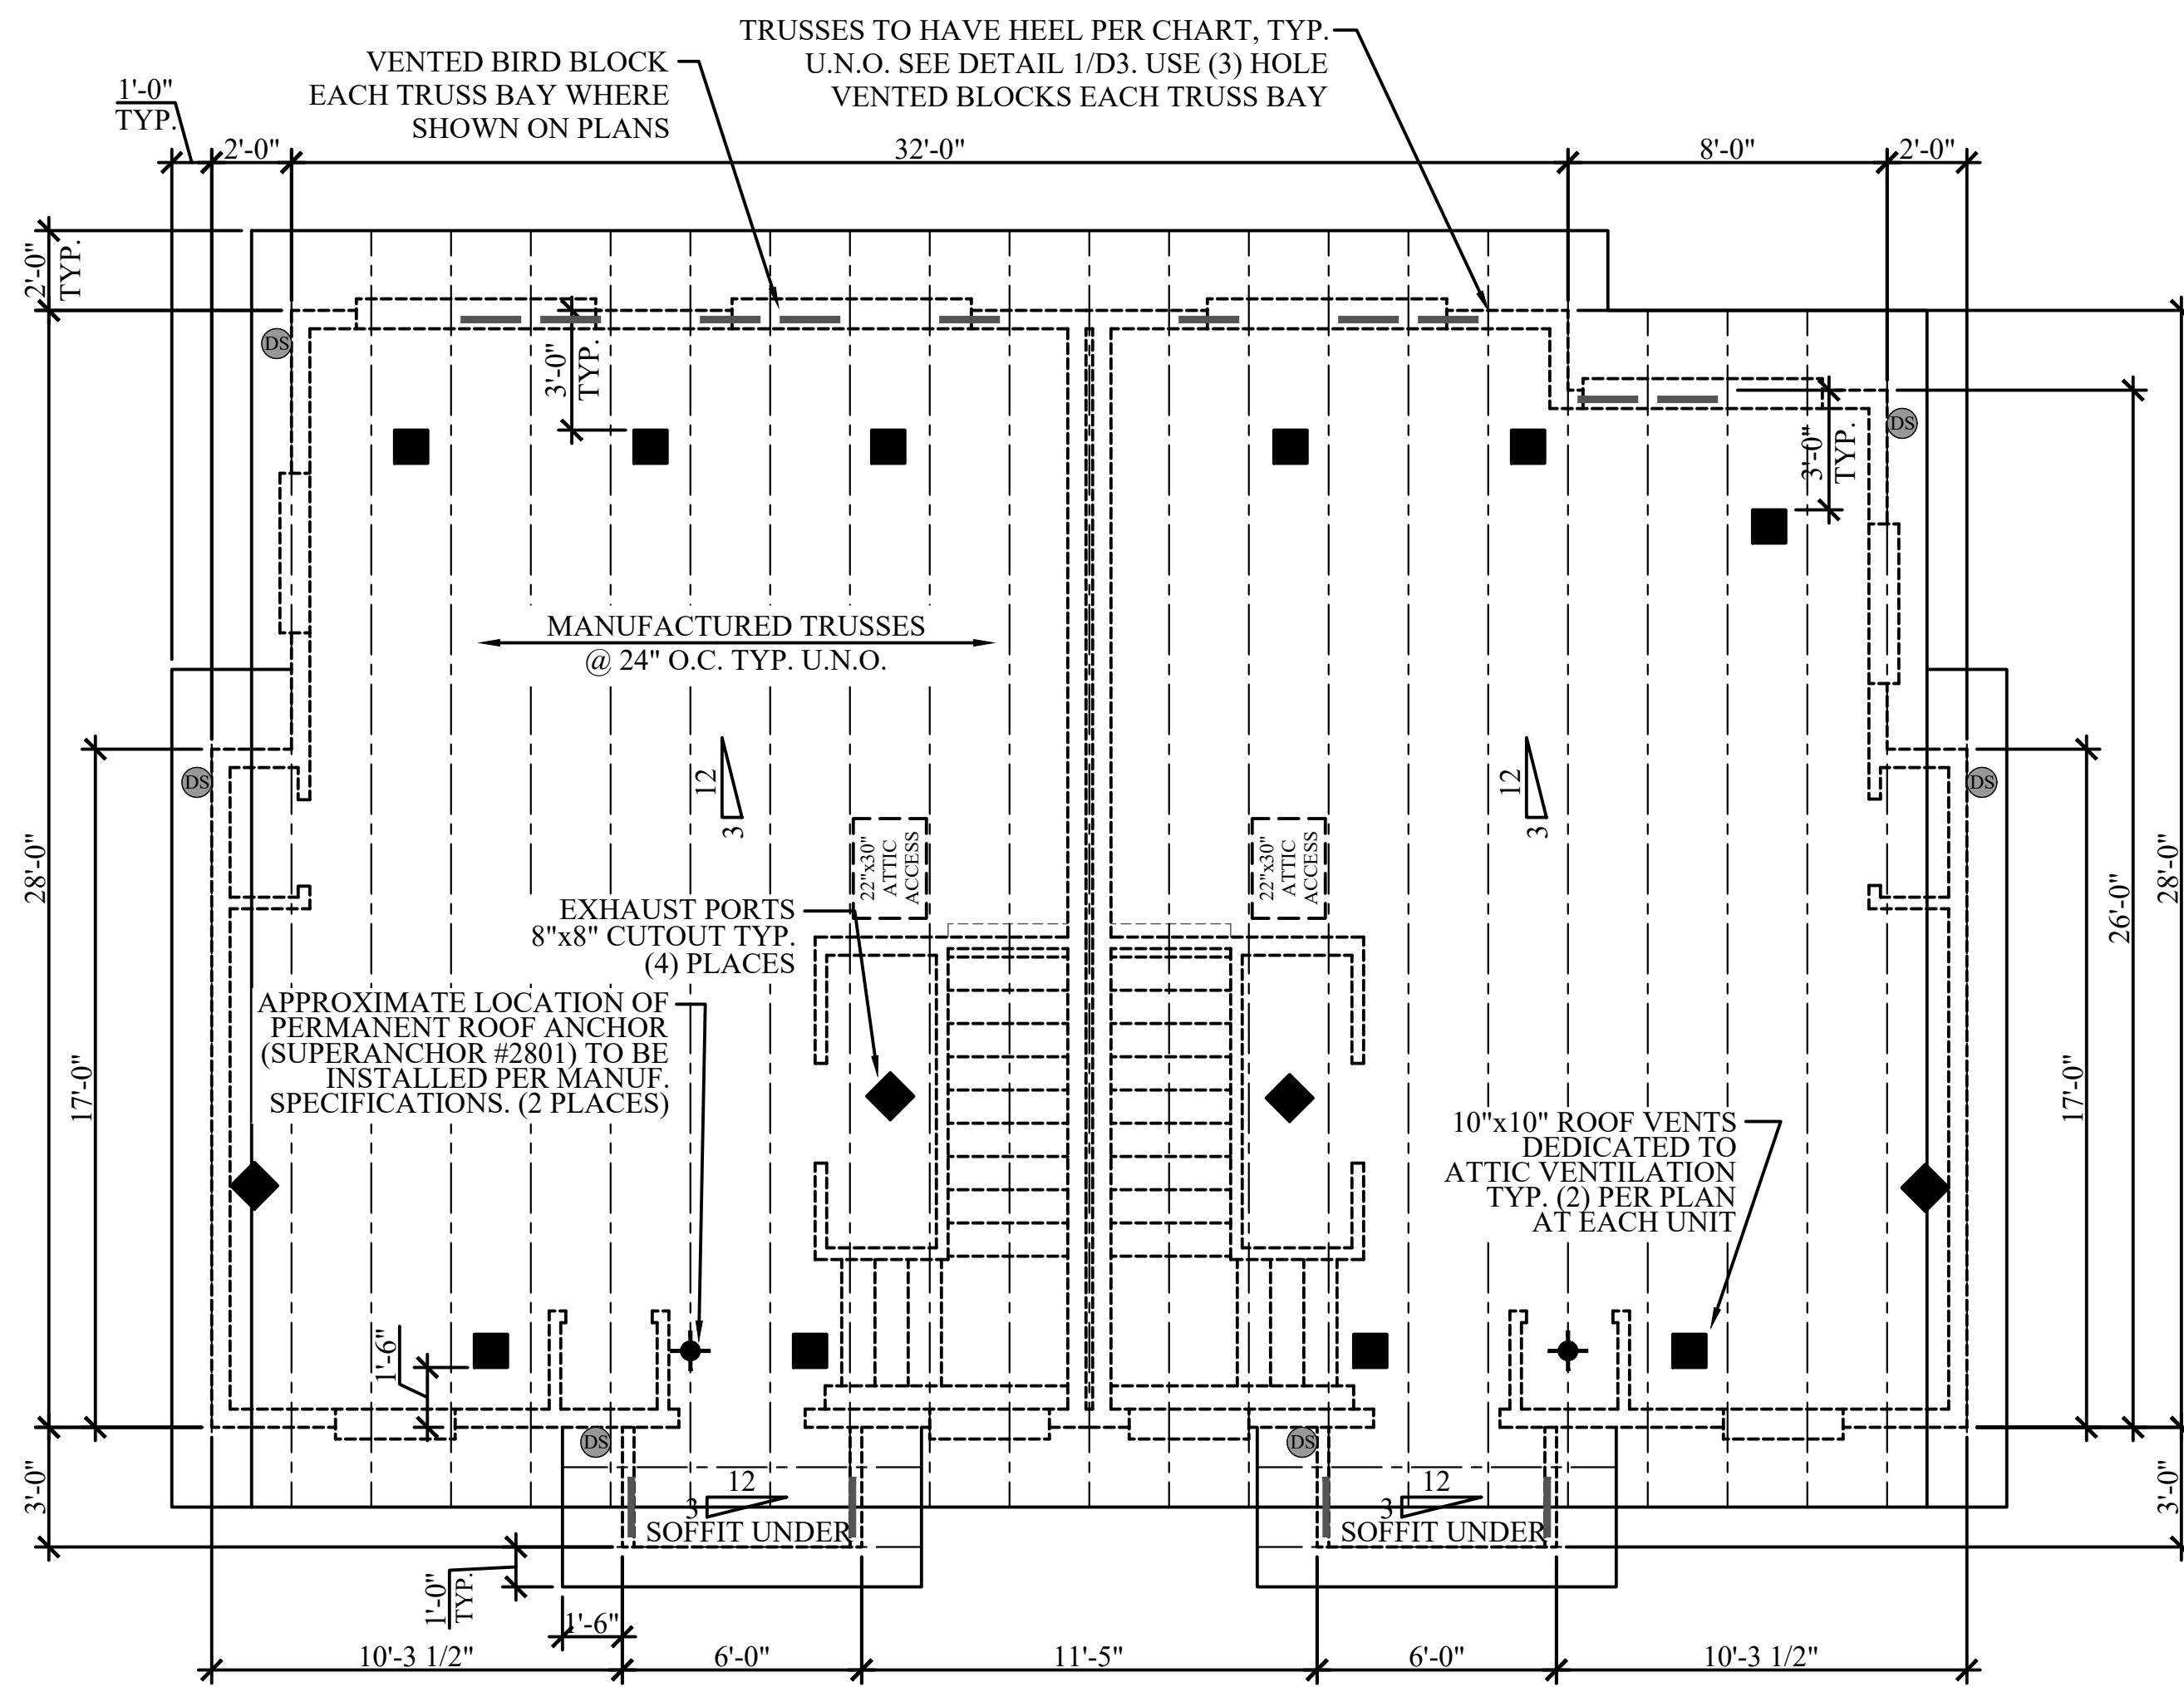 TRUSSES TO HAVE HEEL PER CHART, TYP.
U.N.O. SEE DETAIL 1/D3. USE (3) HOLE
VENTED BLOCKS EACH TRUSS BAY
VENTED BIRD BLOCK
EACH TRUSS BAY WHERE
SHOWN ON PLANS
1'-0"
TYP.
2'-0"
32'-0"
8'-0"
2'-0"
2'-0"
TYP.
DS
3'-0"
TYP.
DS
3'-0"
TYP.
MANUFACTURED TRUSSES
@ 24" O.C. TYP. U.N.O.
DS
12
3
12
3
DS
22"x30"
ATTIC
ACCESS
22"x30"
ATTIC
ACCESS
28'-0"
28'-0"
26'-0"
EXHAUST PORTS
8"x8" CUTOUT TYP.
(4) PLACES
APPROXIMATE LOCATION OF
PERMANENT ROOF ANCHOR
(SUPERANCHOR #2801) TO BE
INSTALLED PER MANUF.
SPECIFICATIONS. (2 PLACES)
17'-0"
17'-0"
10"x10" ROOF VENTS
DEDICATED TO
ATTIC VENTILATION
TYP. (2) PER PLAN
AT EACH UNIT
1'-6"
DS
DS
3'-0"
12
3
SOFFIT UNDER
12
3
SOFFIT UNDER
3'-0"
1'-0"
TYP.
1'-6"
10'-3 1/2"
6'-0"
11'-5"
6'-0"
10'-3 1/2"